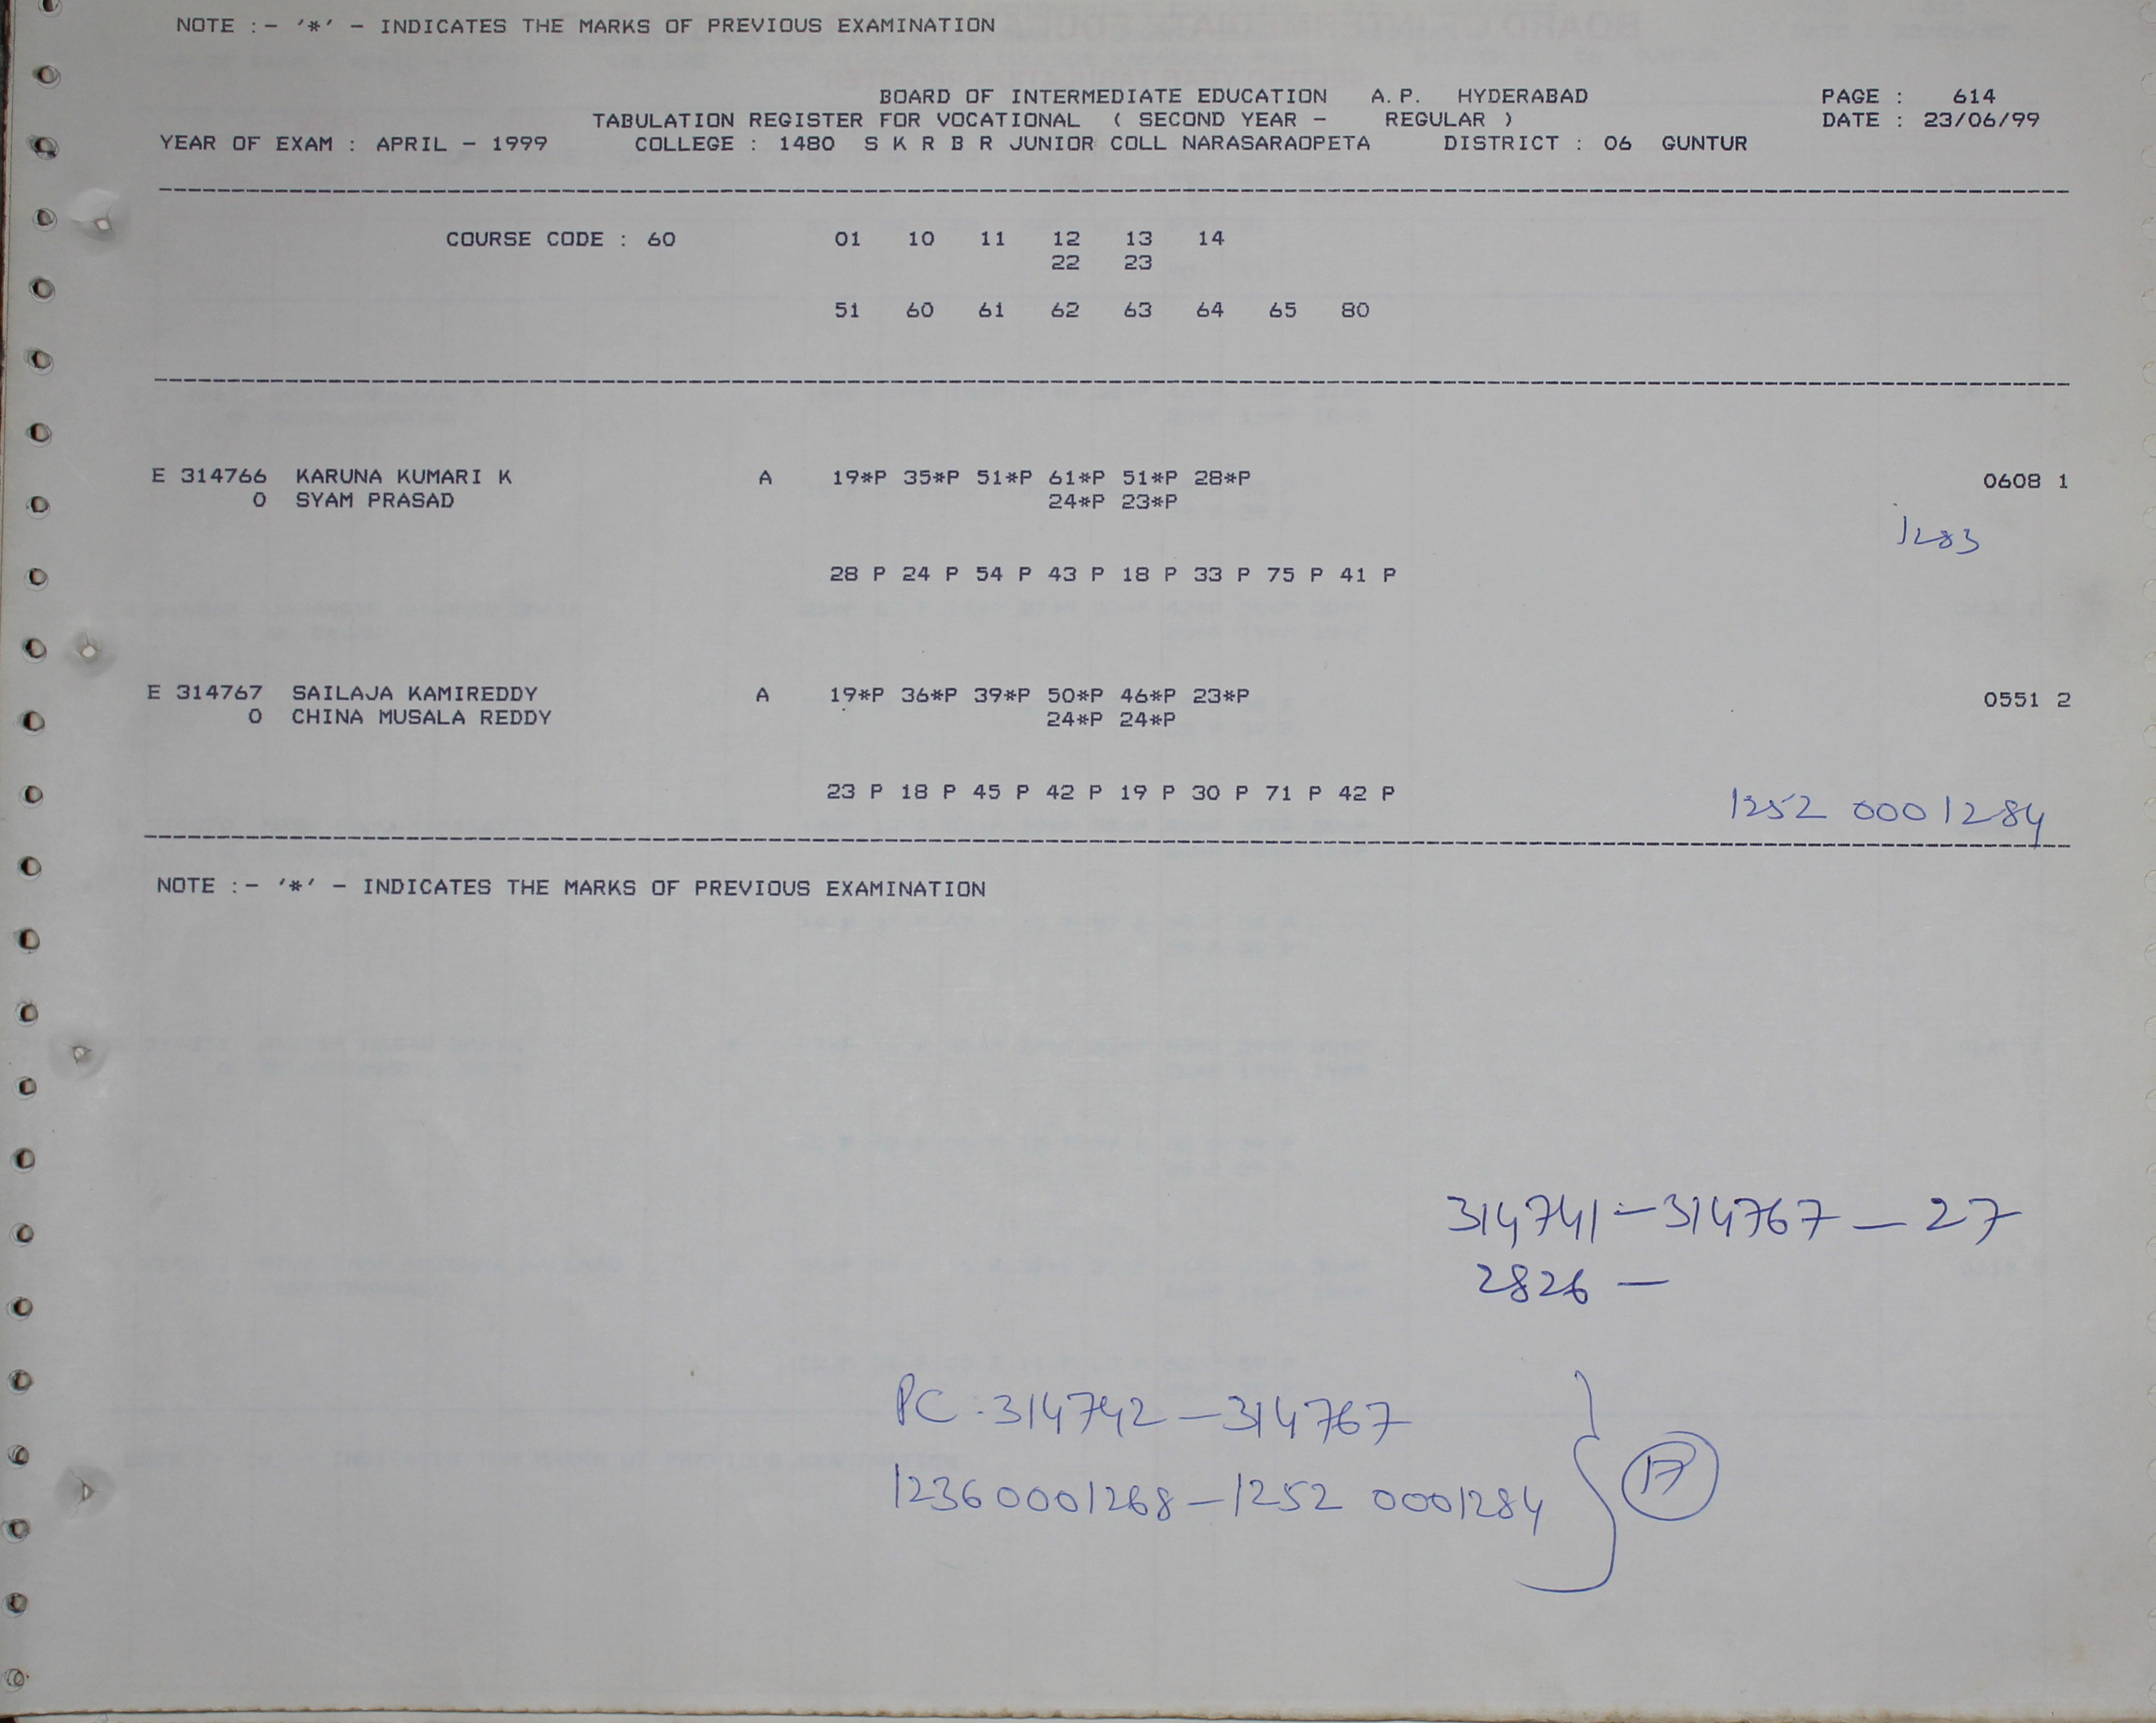 NOTE :- '*' - INDICATES THE MARKS OF PREVIOUS EXAMINATION
BOARD OF INTERMEDIATE EDUCATION A.P. HYDERABAD PAGE : 614
TABULATION REGISTER FOR VOCATIONAL ( SECOND YEAR - REGULAR ) DATE : 23/06/99
YEAR OF EXAM : APRIL - 1999 COLLEGE : 1480 S K R B R JUNIOR COLL NARASARAOPETA DISTRICT : 06 GUNTUR
COURSE CODE : 60 01 10 11 12 13 14
22 23
51 60 61 62 63 64 65 80
E 314766 KARUNA KUMARI K A 19*P 35*P 51*P 61*P 51*P 28*P 0608 1
0 SYAM PRASAD 24*P 23*P
1283
28 P 24 P 54 P 43 P 18 P 33 P 75 P 41 P
E 314767 SAILAJA KAMIREDDY A 19*P 36*P 39*P 50*P 46*P 23*P 0551 2
0 CHINA MUSALA REDDY 24*P 24*P
23 P 18 P 45 P 42 P 19 P 30 P 71 P 42 P
1252 0001284
NOTE :- '*' - INDICATES THE MARKS OF PREVIOUS EXAMINATION
314741 - 314767 - 27
2826 -
PC. 314742 - 314767
1236 0001268 - 1252 0001284
17